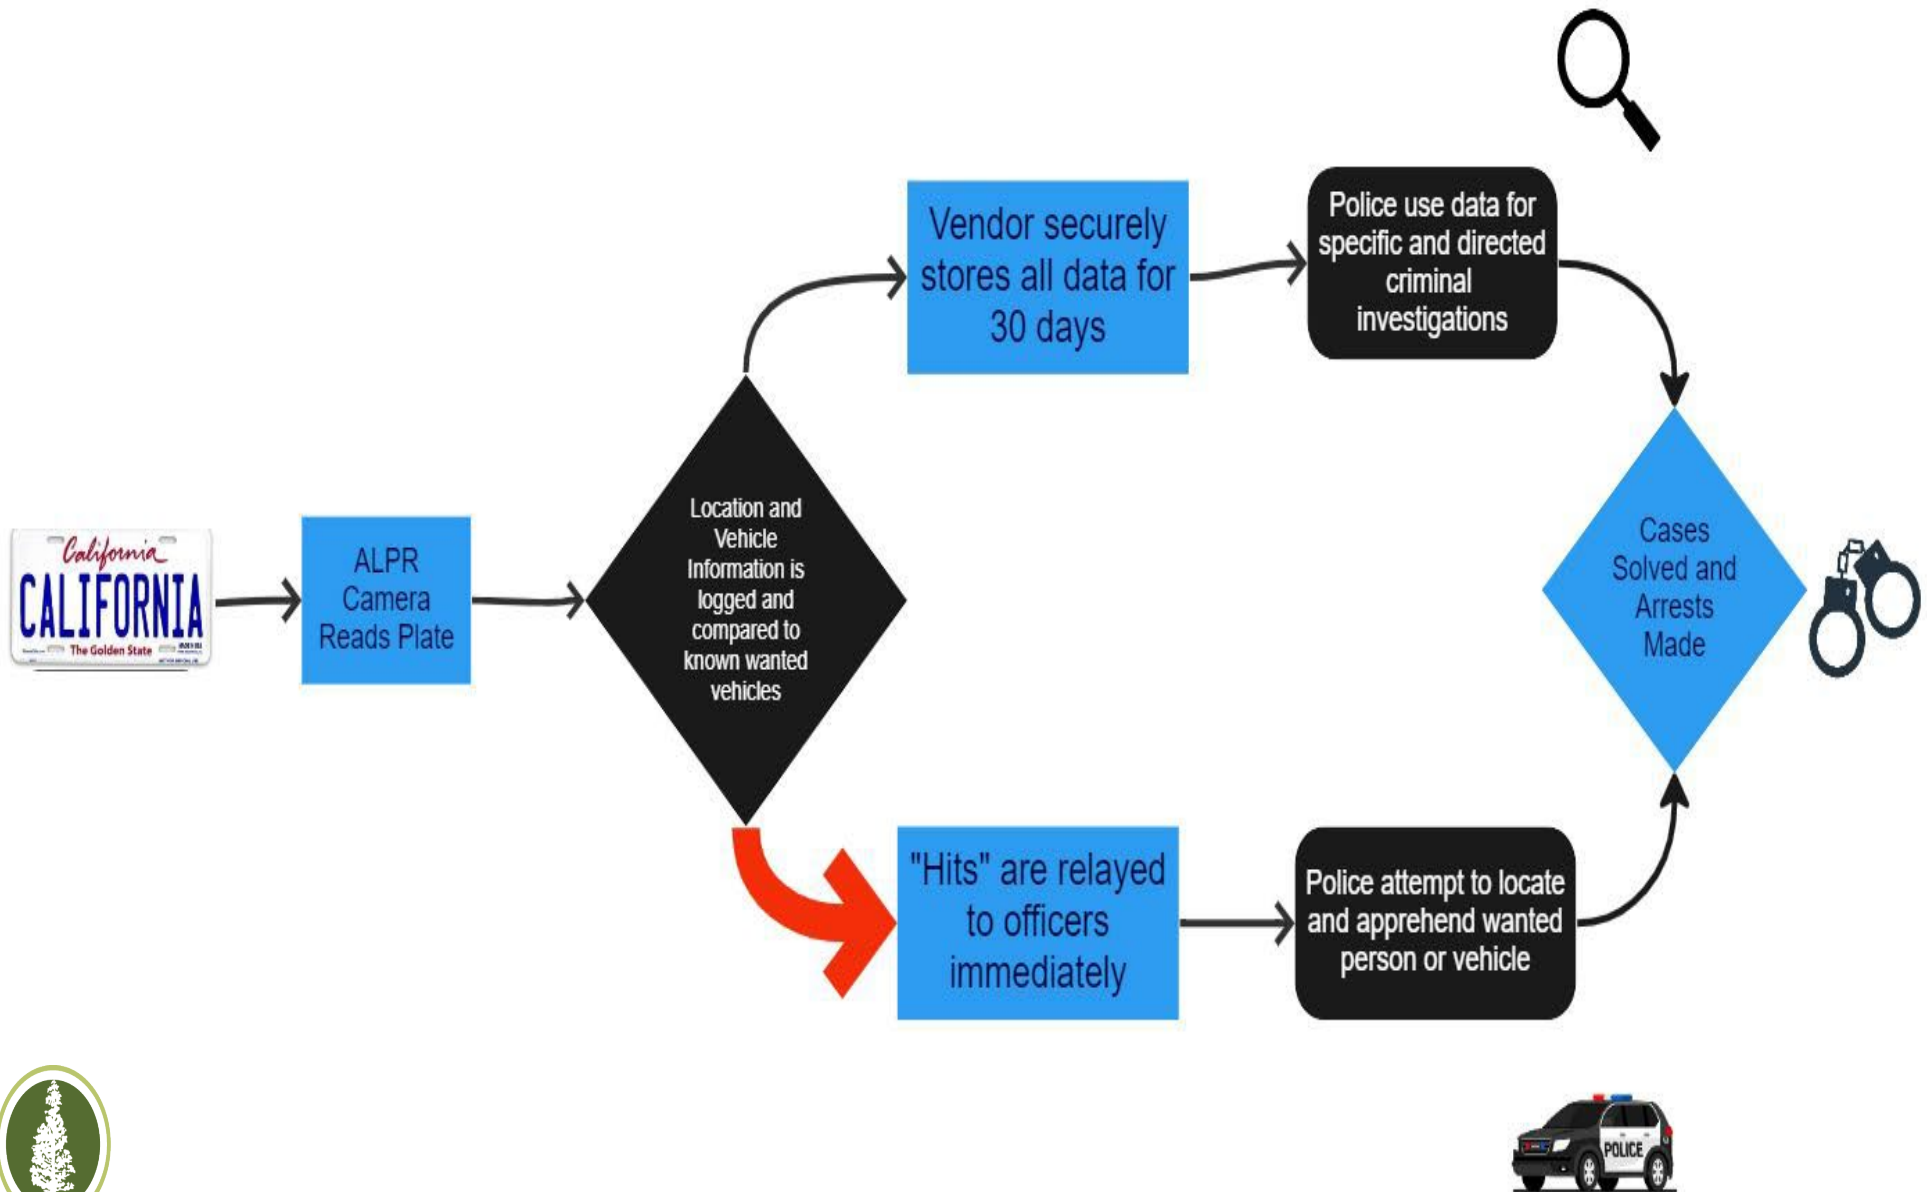 California
CALIFORNIA
The Golden State
ALPR
Camera
Reads Plate
Location and
Vehicle
Information is
logged and
compared to
known wanted
vehicles
Vendor securely
stores all data for
30 days
Police use data for
specific and directed
criminal
investigations
"Hits" are relayed
to officers
immediately
Police attempt to locate
and apprehend wanted
person or vehicle
Cases
Solved and
Arrests
Made
POLICE